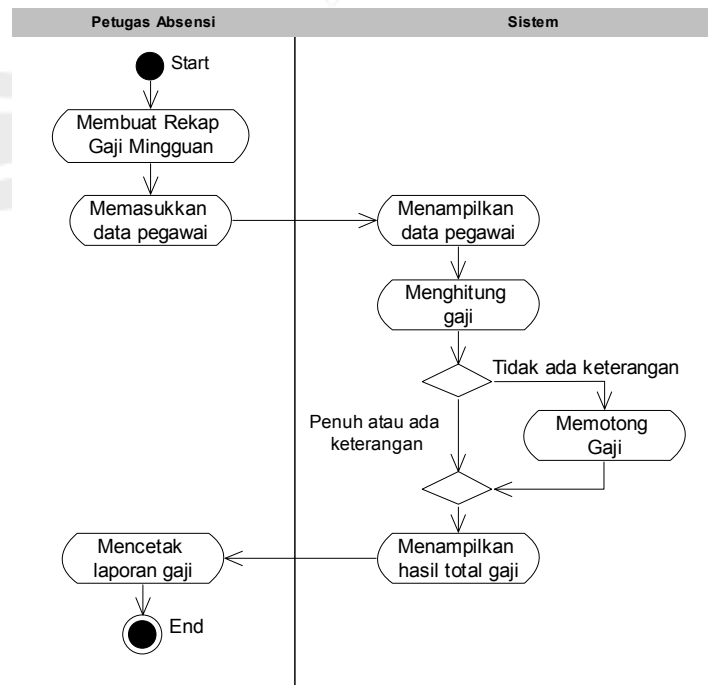 Petugas Absensi
Sistem
Start
Membuat Rekap
Gaji Mingguan
Memasukkan
data pegawai
Menampilkan
data pegawai
Menghitung
gaji
Tidak ada keterangan
Penuh atau ada
keterangan
Memotong
Gaji
Menampilkan
hasil total gaji
Mencetak
laporan gaji
End